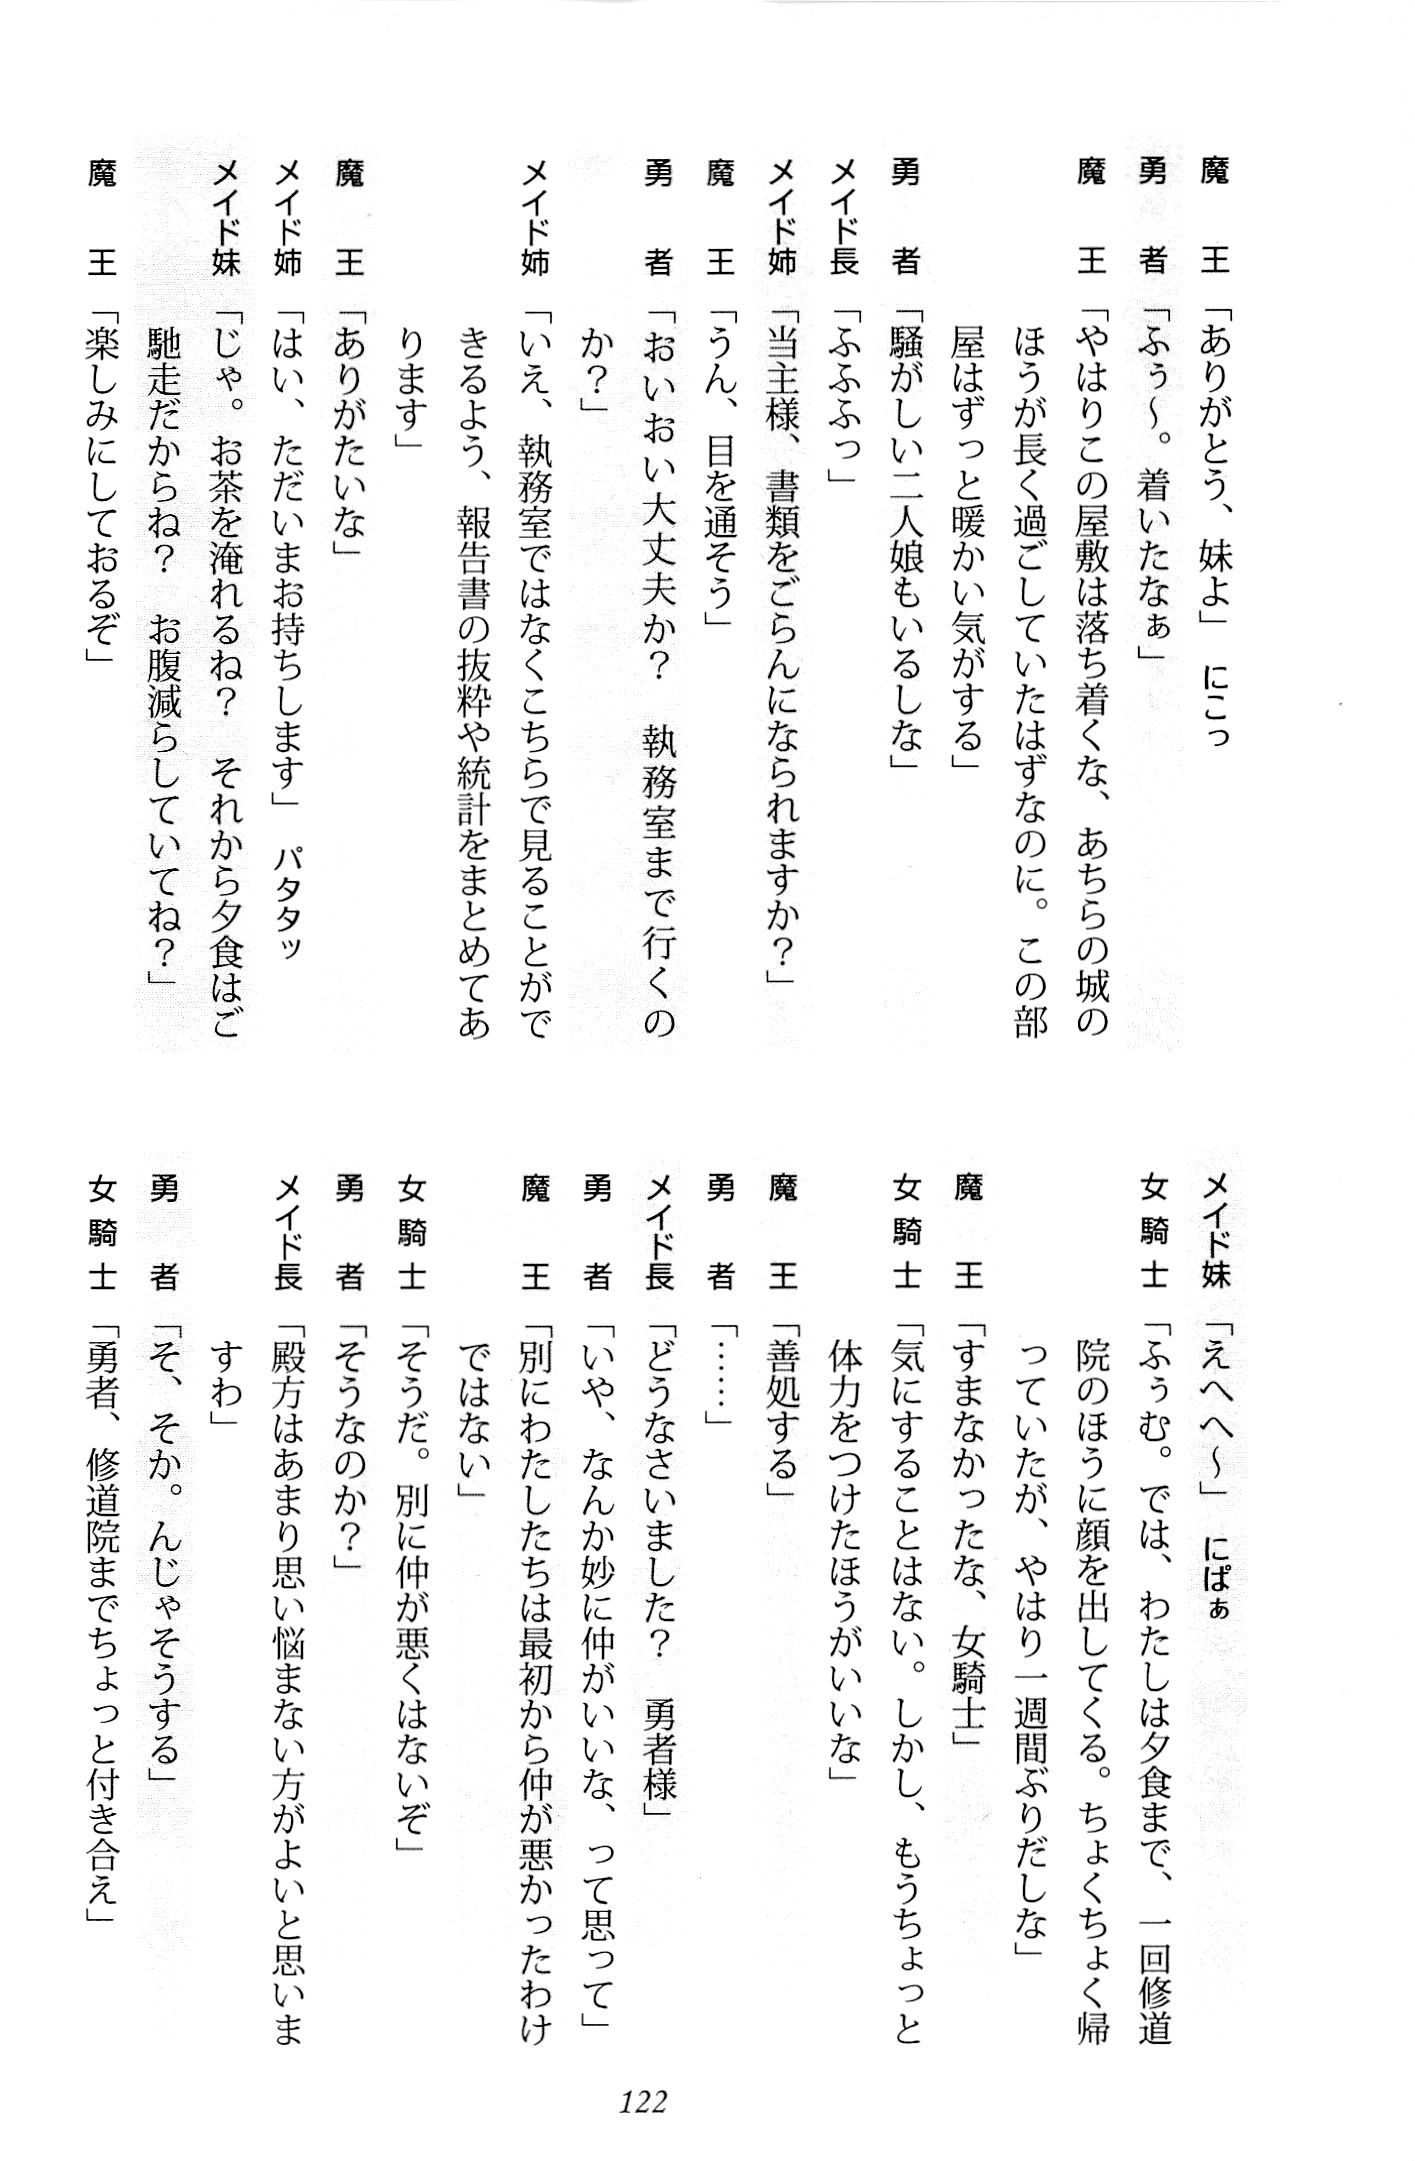 魔王「ありがとう、妹よ」　にこっ
勇者「ふぅ～。着いたなぁ」
魔王「やはりこの屋敷は落ち着くな、あちらの城の
ほうが長く過ごしていたはずなのに。この部
屋はずっと暖かい気がする」
勇者「騒がしい二人娘もいるしな」
メイド長「ふふふっ」
メイド姉「当主様、書類をごらんになられますか？」
魔王「うん、目を通そう」
勇者「おいおい大丈夫か？　執務室まで行くの
か？」
メイド姉「いえ、執務室ではなくこちらで見ることがで
きるよう、報告書の抜粋や統計をまとめてあ
ります」
魔王「ありがたいな」
メイド姉「はい、ただいまお持ちします」　パタタッ
メイド妹「じゃ。お茶を淹れるね？　それから夕食はご
馳走だからね？　お腹減らしていてね？」
魔王「楽しみにしておるぞ」
メイド妹「えへへ～」　にぱぁ
女騎士「ふぅむ。では、わたしは夕食まで、一回修道
院のほうに顔を出してくる。ちょくちょく帰
っていたが、やはり一週間ぶりだしな」
魔王「すまなかったな、女騎士」
女騎士「気にすることはない。しかし、もうちょっと
体力をつけたほうがいいな」
魔王「善処する」
勇者「……」
メイド長「どうなさいました？　勇者様」
勇者「いや、なんか妙に仲がいいな、って思って」
魔王「別にわたしたちは最初から仲が悪かったわけ
ではない」
女騎士「そうだ。別に仲が悪くはないぞ」
勇者「そうなのか？」
メイド長「殿方はあまり思い悩まない方がよいと思いま
すわ」
勇者「そ、そか。んじゃそうする」
女騎士「勇者、修道院までちょっと付き合え」
122